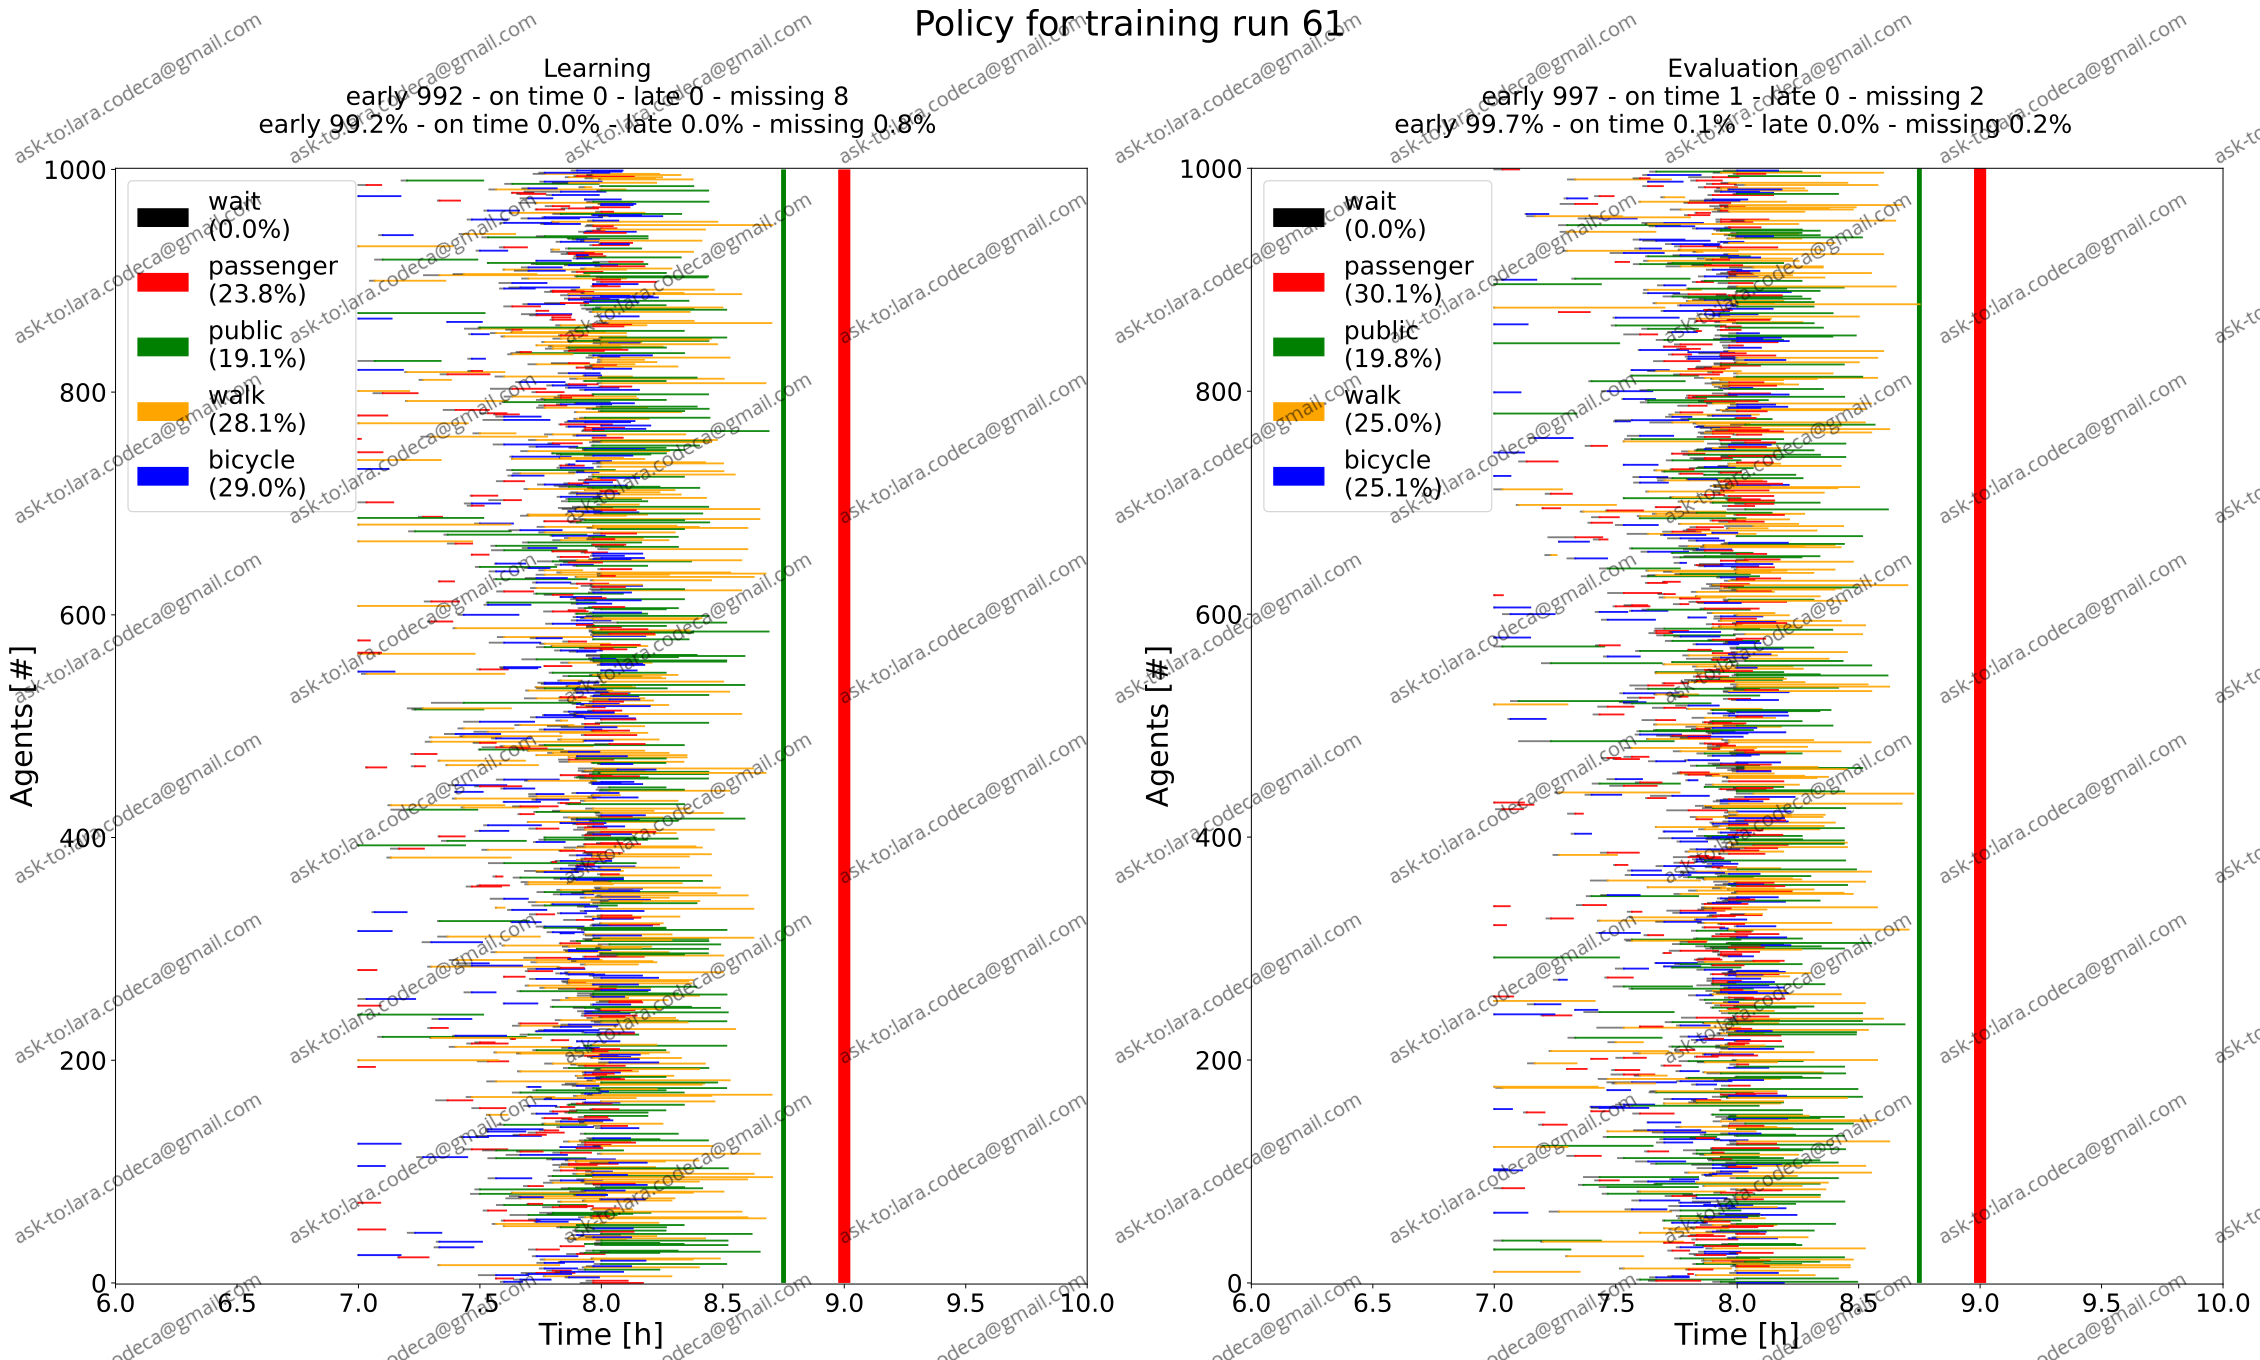 Policy for training run 61
Learning
early 992 - on time 0 - late 0 - missing 8
early 99.2% - on time 0.0% - late 0.0% - missing 0.8%
1000
800
600
400
200
0
Agents [#]
wait
(0.0%)
passenger
(23.8%)
public
(19.1%)
walk
(28.1%)
bicycle
(29.0%)
6.0 6.5 7.0 7.5 8.0 8.5 9.0 9.5 10.0
Time [h]
Evaluation
early 997 - on time 1 - late 0 - missing 2
early 99.7% - on time 0.1% - late 0.0% - missing 0.2%
1000
800
600
400
200
0
Agents [#]
wait
(0.0%)
passenger
(30.1%)
public
(19.8%)
walk
(25.0%)
bicycle
(25.1%)
6.0 6.5 7.0 7.5 8.0 8.5 9.0 9.5 10.0
Time [h]
ask-to:lara.codeca@gmail.com